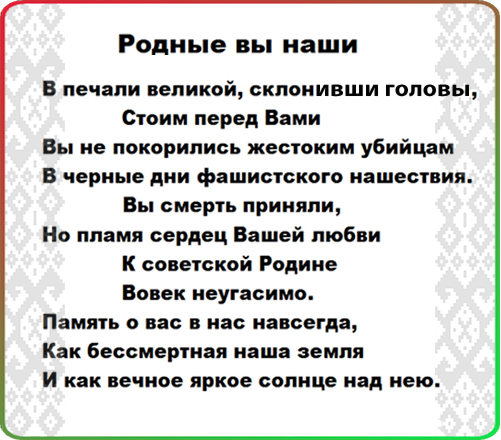 Родные вы наши
В печали великой, склонивши головы,
Стоим перед Вами
Вы не покорились жестоким убийцам
В черные дни фашистского нашествия.
Вы смерть приняли,
Но пламя сердец Вашей любви
К советской Родине
Вовек неугасимо.
Память о вас в нас навсегда,
Как бессмертная наша земля
И как вечное яркое солнце над нею.